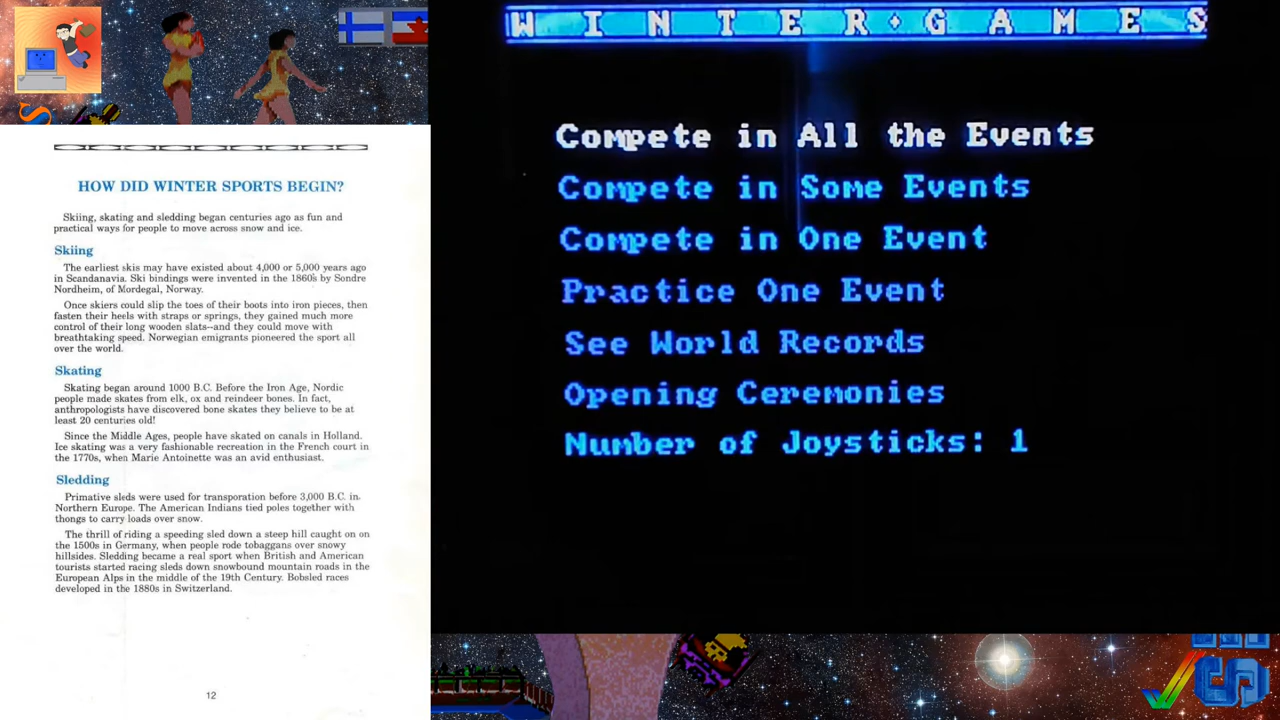 HOW DID WINTER SPORTS BEGIN?
Skiing, skating and sledding began centuries ago as fun and
practical ways for people to move across snow and ice.
Skiing
The earliest skis may have existed about 4,000 or 5,000 years ago
in Scandanavia. Ski bindings were invented in the 1860's by Sondre
Nordheim, of Mordegal, Norway.
Once skiers could slip the toes of their boots into iron pieces, then
fasten their heels with straps or springs, they gained much more
control of their long wooden slats--and they could move with
breathtaking speed. Norwegian emigrants pioneered the sport all
over the world.
Skating
Skating began around 1000 B.C. Before the Iron Age, Nordic
people made skates from elk, ox and reindeer bones. In fact,
anthropologists have discovered bone skates they believe to be at
least 20 centuries old!
Since the Middle Ages, people have skated on canals in Holland.
Ice skating was a very fashionable recreation in the French court in
the 1770s, when Marie Antoinette was an avid enthusiast.
Sledding
Primative sleds were used for transporation before 3,000 B.C. in
Northern Europe. The American Indians tied poles together with
thongs to carry loads over snow.
The thrill of riding a speeding sled down a steep hill caught on on
the 1500s in Germany, when people rode tobaggans over snowy
hillsides. Sledding became a real sport when British and American
tourists started racing sleds down snowbound mountain roads in the
European Alps in the middle of the 19th Century. Bobsled races
developed in the 1880s in Switzerland.
12
WINTER GAMES
Compete in All the Events
Compete in Some Events
Compete in One Event
Practice One Event
See World Records
Opening Ceremonies
Number of Joysticks: 1